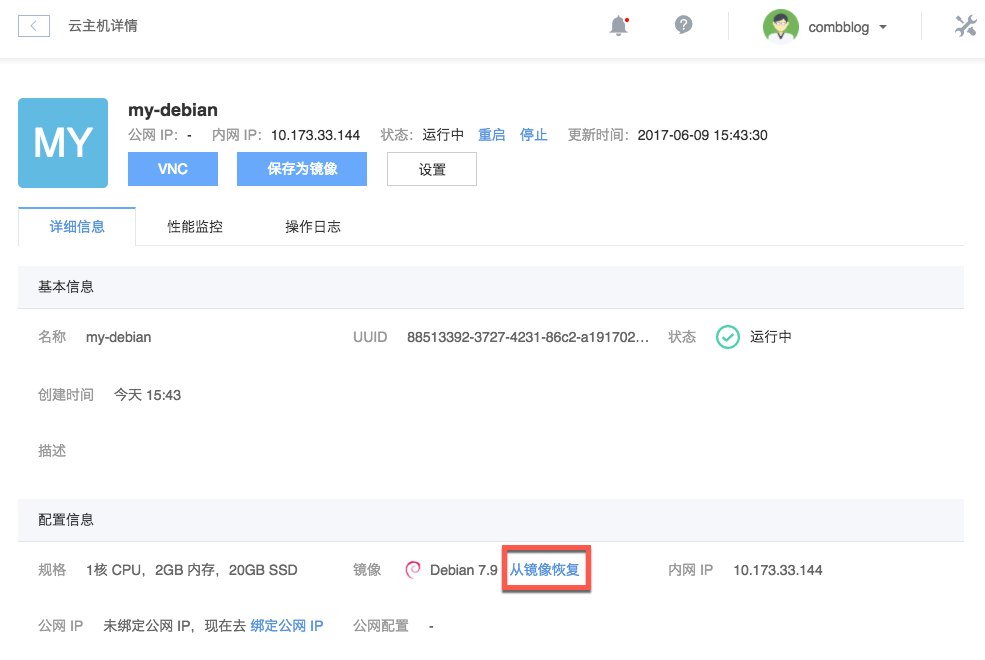 云主机详情 combblog
MY
my-debian
公网 IP： - 内网 IP： 10.173.33.144 状态： 运行中 重启 停止 更新时间： 2017-06-09 15:43:30
VNC 保存为镜像 设置
详细信息 性能监控 操作日志
基本信息
名称 my-debian UUID 88513392-3727-4231-86c2-a191702... 状态 运行中
创建时间 今天 15:43
描述
配置信息
规格 1核 CPU，2GB 内存，20GB SSD 镜像 Debian 7.9 从镜像恢复 内网 IP 10.173.33.144
公网 IP 未绑定公网 IP，现在去 绑定公网 IP 公网配置 -